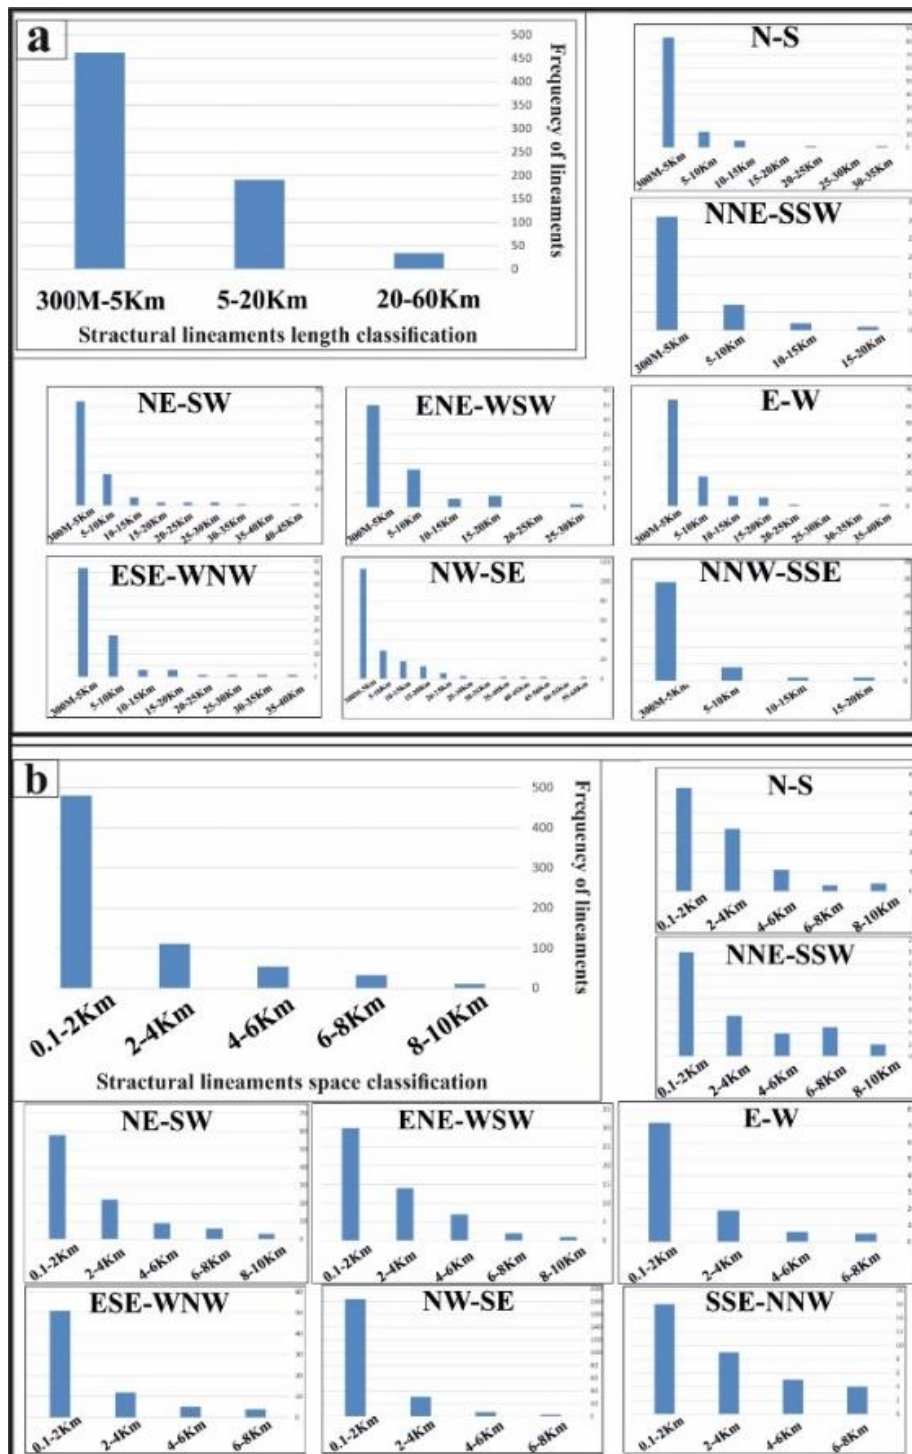 a
500
450
400
350
300
250
200
150
100
50
0
Frequency of lineaments
300M-5Km 5-20Km 20-60Km
Stractural lineaments length classification
N-S
300M-5Km 5-10Km 10-15Km 15-20Km 20-25Km 25-30Km 30-35Km
NNE-SSW
300M-5Km 5-10Km 10-15Km 15-20Km
NE-SW
300M-5Km 5-10Km 10-15Km 15-20Km 20-25Km 25-30Km 30-35Km 35-40Km 40-45Km
ENE-WSW
300M-5Km 5-10Km 10-15Km 15-20Km 20-25Km 25-30Km
E-W
300M-5Km 5-10Km 10-15Km 15-20Km 20-25Km 25-30Km 30-35Km 35-40Km
ESE-WNW
300M-5Km 5-10Km 10-15Km 15-20Km 20-25Km 25-30Km 30-35Km 35-40Km
NW-SE
300M-5Km 5-10Km 10-15Km 15-20Km 20-25Km
NNW-SSE
300M-5Km 5-10Km 10-15Km 15-20Km
b
500
400
300
200
100
0
Frequency of lineaments
0.1-2Km 2-4Km 4-6Km 6-8Km 8-10Km
Stractural lineaments space classification
N-S
0.1-2Km 2-4Km 4-6Km 6-8Km 8-10Km
NNE-SSW
0.1-2Km 2-4Km 4-6Km 6-8Km 8-10Km
NE-SW
0.1-2Km 2-4Km 4-6Km 6-8Km 8-10Km
ENE-WSW
0.1-2Km 2-4Km 4-6Km 6-8Km 8-10Km
E-W
0.1-2Km 2-4Km 4-6Km 6-8Km
ESE-WNW
0.1-2Km 2-4Km 4-6Km 6-8Km
NW-SE
0.1-2Km 2-4Km 4-6Km 6-8Km
SSE-NNW
0.1-2Km 2-4Km 4-6Km 6-8Km